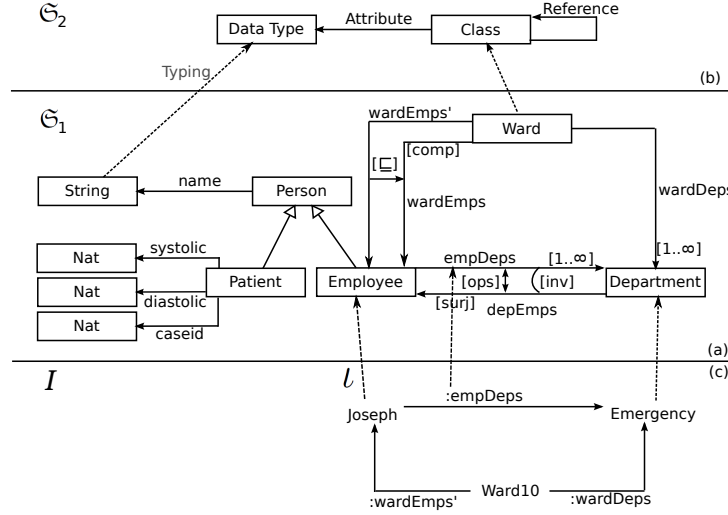 𝔖2
Data Type
Attribute
Class
Reference
Typing
(b)
𝔖1
wardEmps'
Ward
[comp]
[⊑]
String
name
Person
wardEmps
wardDeps
Nat
systolic
empDeps
[1..∞]
[1..∞]
Nat
Patient
Employee
[ops]
[inv]
Department
diastolic
Nat
[surj]
depEmps
caseid
(a)
I
ι
(c)
Joseph
:empDeps
Emergency
:wardEmps'
Ward10
:wardDeps